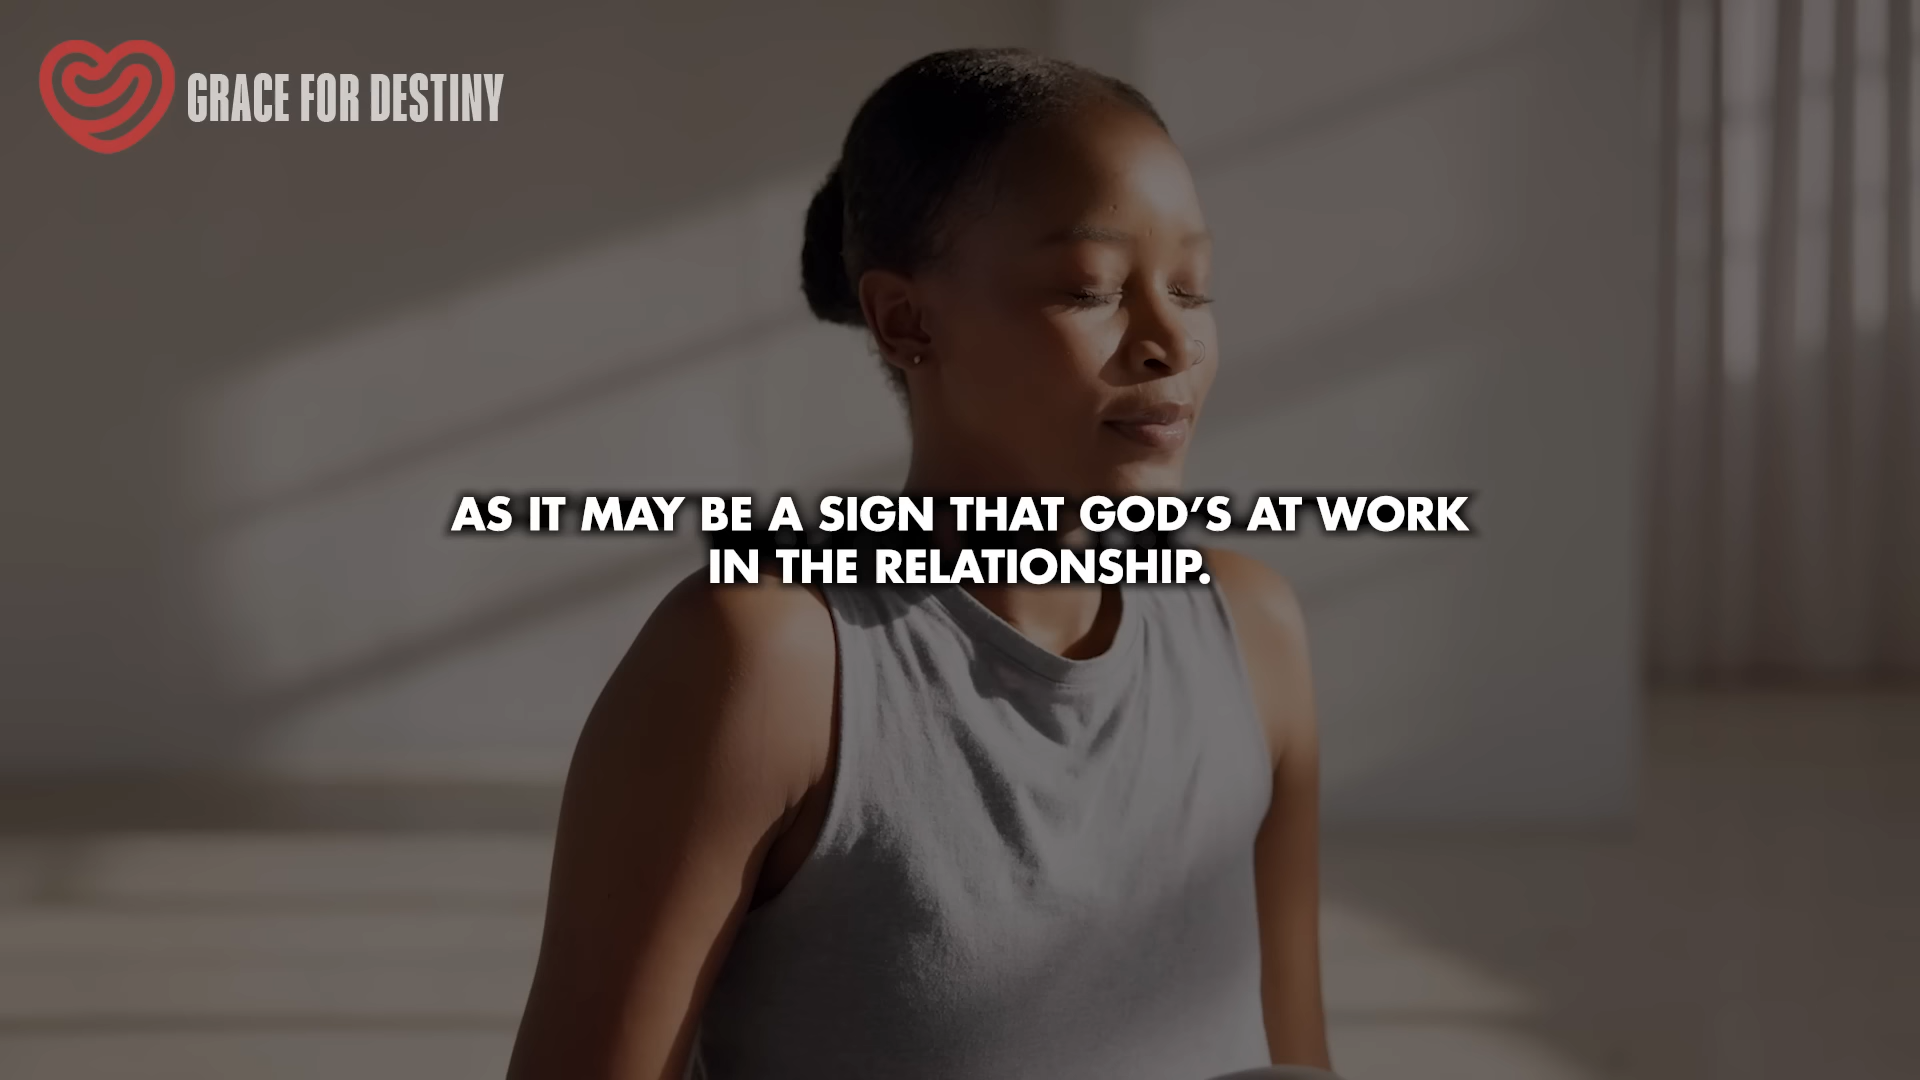 GRACE FOR DESTINY
AS IT MAY BE A SIGN THAT GOD’S AT WORK
IN THE RELATIONSHIP.